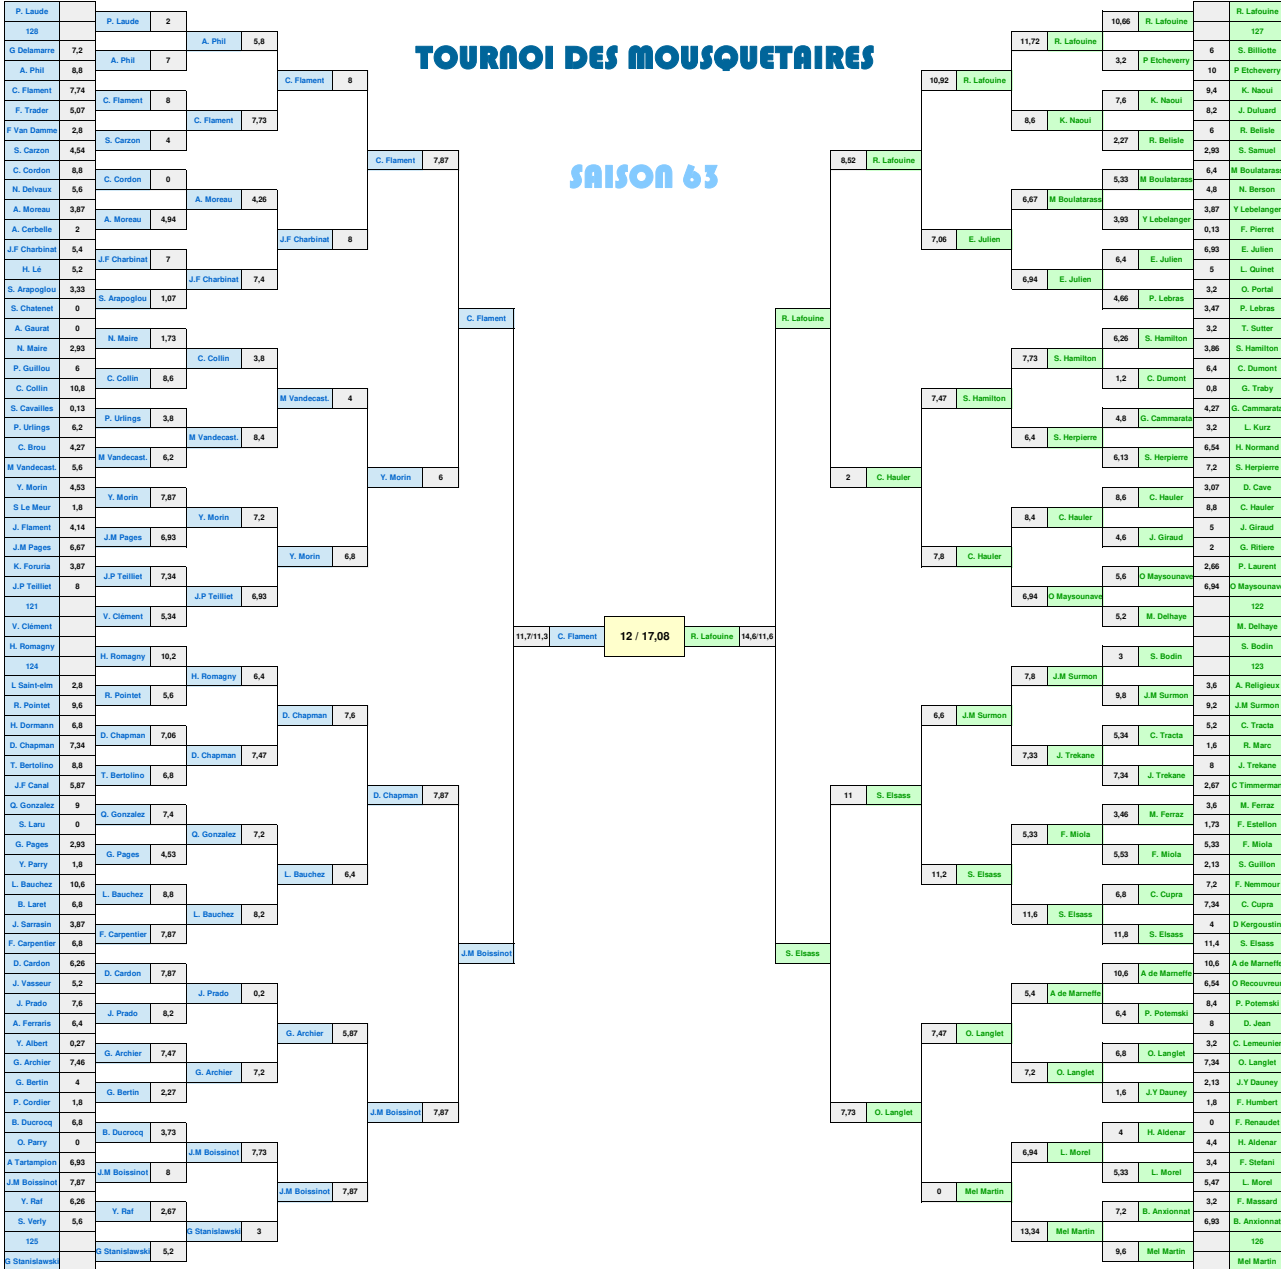 TOURNOI DES MOUSQUETAIRES
SAISON 63
P. Laude
128
G Delamarre 7,2
A. Phil 8,8
C. Flament 7,74
F. Trader 5,07
F Van Damme 2,8
S. Carzon 4,54
C. Cordon 8,8
N. Delvaux 5,6
A. Moreau 3,87
A. Cerbelle 2
J.F Charbinat 5,4
H. Lé 5,2
S. Arapoglou 3,33
S. Chatenet 0
A. Gaurat 0
N. Maire 2,93
P. Guillou 6
C. Collin 10,8
S. Cavailles 0,13
P. Urlings 6,2
C. Brou 4,27
M Vandecast. 5,6
Y. Morin 4,53
S Le Meur 1,8
J. Flament 4,14
J.M Pages 6,67
K. Foruria 3,87
J.P Teilliet 8
121
V. Clément
H. Romagny
124
L Saint-elm 2,8
R. Pointet 9,6
H. Dormann 6,8
D. Chapman 7,34
T. Bertolino 8,8
J.F Canal 5,87
Q. Gonzalez 9
S. Laru 0
G. Pages 2,93
Y. Parry 1,8
L. Bauchez 10,6
B. Laret 6,8
J. Sarrasin 3,87
F. Carpentier 6,8
D. Cardon 6,26
J. Vasseur 5,2
J. Prado 7,6
A. Ferraris 6,4
Y. Albert 0,27
G. Archier 7,46
G. Bertin 4
P. Cordier 1,8
B. Ducrocq 6,8
O. Parry 0
A Tartampion 6,93
J.M Boissinot 7,87
Y. Raf 6,26
S. Verly 5,6
125
G Stanislawski
P. Laude 2
A. Phil 7
C. Flament 8
S. Carzon 4
C. Cordon 0
A. Moreau 4,94
J.F Charbinat 7
S. Arapoglou 1,07
N. Maire 1,73
C. Collin 8,6
P. Urlings 3,8
M Vandecast. 6,2
Y. Morin 7,87
J.M Pages 6,93
J.P Teilliet 7,34
V. Clément 5,34
H. Romagny 10,2
R. Pointet 5,6
D. Chapman 7,06
T. Bertolino 6,8
Q. Gonzalez 7,4
G. Pages 4,53
L. Bauchez 8,8
F. Carpentier 7,87
D. Cardon 7,87
J. Prado 8,2
G. Archier 7,47
G. Bertin 2,27
B. Ducrocq 3,73
J.M Boissinot 8
Y. Raf 2,67
G Stanislawski 5,2
A. Phil 5,8
C. Flament 7,73
A. Moreau 4,26
J.F Charbinat 7,4
C. Collin 3,8
M Vandecast. 8,4
Y. Morin 7,2
J.P Teilliet 6,93
H. Romagny 6,4
D. Chapman 7,47
Q. Gonzalez 7,2
L. Bauchez 8,2
J. Prado 0,2
G. Archier 7,2
J.M Boissinot 7,73
G Stanislawski 3
C. Flament 8
J.F Charbinat 8
M Vandecast. 4
Y. Morin 6,8
D. Chapman 7,6
L. Bauchez 6,4
G. Archier 5,87
J.M Boissinot 7,87
C. Flament 7,87
Y. Morin 6
D. Chapman 7,87
J.M Boissinot 7,87
C. Flament
J.M Boissinot
11,7/11,3 C. Flament 12 / 17,08 R. Lafouine 14,6/11,6
R. Lafouine
S. Elsass
8,52 R. Lafouine
2 C. Hauler
11 S. Elsass
7,73 O. Langlet
10,92 R. Lafouine
7,06 E. Julien
7,47 S. Hamilton
7,8 C. Hauler
6,6 J.M Surmon
11,2 S. Elsass
7,47 O. Langlet
0 Mel Martin
11,72 R. Lafouine
8,6 K. Naoui
6,67 M Boulatarass
6,94 E. Julien
7,73 S. Hamilton
6,4 S. Herpierre
8,4 C. Hauler
6,94 O Maysounave
7,8 J.M Surmon
7,33 J. Trekane
5,33 F. Miola
11,6 S. Elsass
5,4 A de Marneffe
7,2 O. Langlet
6,94 L. Morel
13,34 Mel Martin
10,66 R. Lafouine
3,2 P Etcheverry
7,6 K. Naoui
2,27 R. Belisle
5,33 M Boulatarass
3,93 Y Lebelanger
6,4 E. Julien
4,66 P. Lebras
6,26 S. Hamilton
1,2 C. Dumont
4,8 G. Cammarata
6,13 S. Herpierre
8,6 C. Hauler
4,6 J. Giraud
5,6 O Maysounave
5,2 M. Delhaye
3 S. Bodin
9,8 J.M Surmon
5,34 C. Tracta
7,34 J. Trekane
3,46 M. Ferraz
5,53 F. Miola
6,8 C. Cupra
11,8 S. Elsass
10,6 A de Marneffe
6,4 P. Potemski
6,8 O. Langlet
1,6 J.Y Dauney
4 H. Aldenar
5,33 L. Morel
7,2 B. Anxionnat
9,6 Mel Martin
R. Lafouine
127
6 S. Billiotte
10 P Etcheverry
9,4 K. Naoui
8,2 J. Duluard
6 R. Belisle
2,93 S. Samuel
6,4 M Boulatarass
4,8 N. Berson
3,87 Y Lebelanger
0,13 F. Pierret
6,93 E. Julien
5 L. Quinet
3,2 O. Portal
3,47 P. Lebras
3,2 T. Sutter
3,86 S. Hamilton
6,4 C. Dumont
0,8 G. Traby
4,27 G. Cammarata
3,2 L. Kurz
6,54 H. Normand
7,2 S. Herpierre
3,07 D. Cave
8,8 C. Hauler
5 J. Giraud
2 G. Ritiere
2,66 P. Laurent
6,94 O Maysounave
122
M. Delhaye
S. Bodin
123
3,6 A. Religieux
9,2 J.M Surmon
5,2 C. Tracta
1,6 R. Marc
8 J. Trekane
2,67 C Timmerman
3,6 M. Ferraz
1,73 F. Estellon
5,33 F. Miola
2,13 S. Guillon
7,2 F. Nemmour
7,34 C. Cupra
4 D Kergoustin
11,4 S. Elsass
10,6 A de Marneffe
6,54 O Recouvreur
8,4 P. Potemski
8 D. Jean
3,2 C. Lemeunier
7,34 O. Langlet
2,13 J.Y Dauney
1,8 F. Humbert
0 F. Renaudet
4,4 H. Aldenar
3,4 F. Stefani
5,47 L. Morel
3,2 F. Massard
6,93 B. Anxionnat
126
Mel Martin